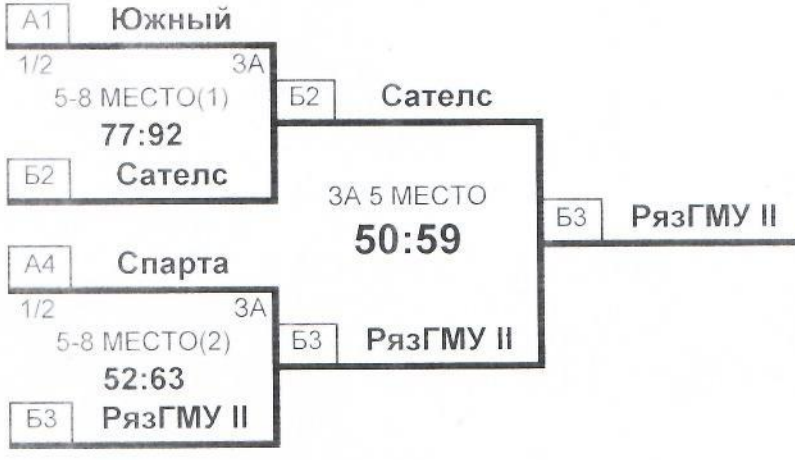 А1 Южный
1/2 ЗА
5-8 МЕСТО(1)
77:92
Б2 Сателс
Б2 Сателс
ЗА 5 МЕСТО
50:59
Б3 РязГМУ II
А4 Спарта
1/2 ЗА
5-8 МЕСТО(2)
52:63
Б3 РязГМУ II
Б3 РязГМУ II